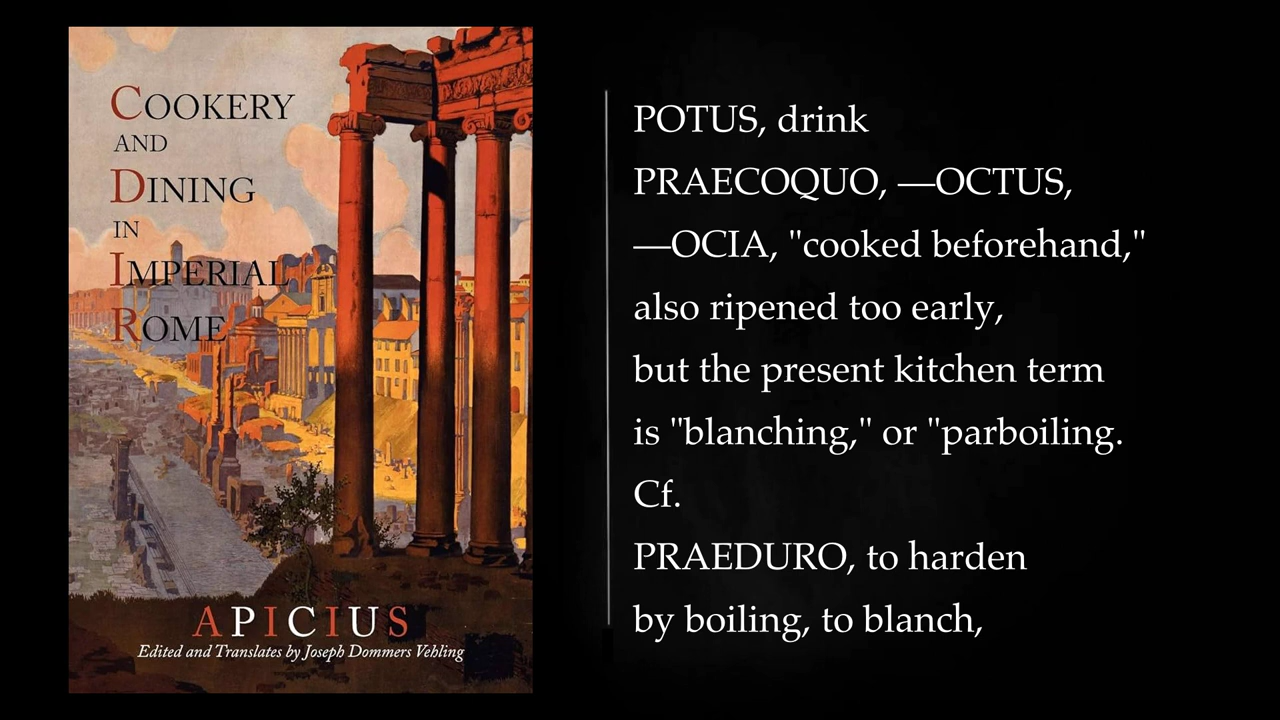 COOKERY
AND
DINING
IN
IMPERIAL
ROME
APICIUS
Edited and Translates by Joseph Dommers Vehling
POTUS, drink
PRAECOQUO, —OCTUS,
—OCIA, "cooked beforehand,"
also ripened too early,
but the present kitchen term
is "blanching," or "parboiling.
Cf.
PRAEDURO, to harden
by boiling, to blanch,